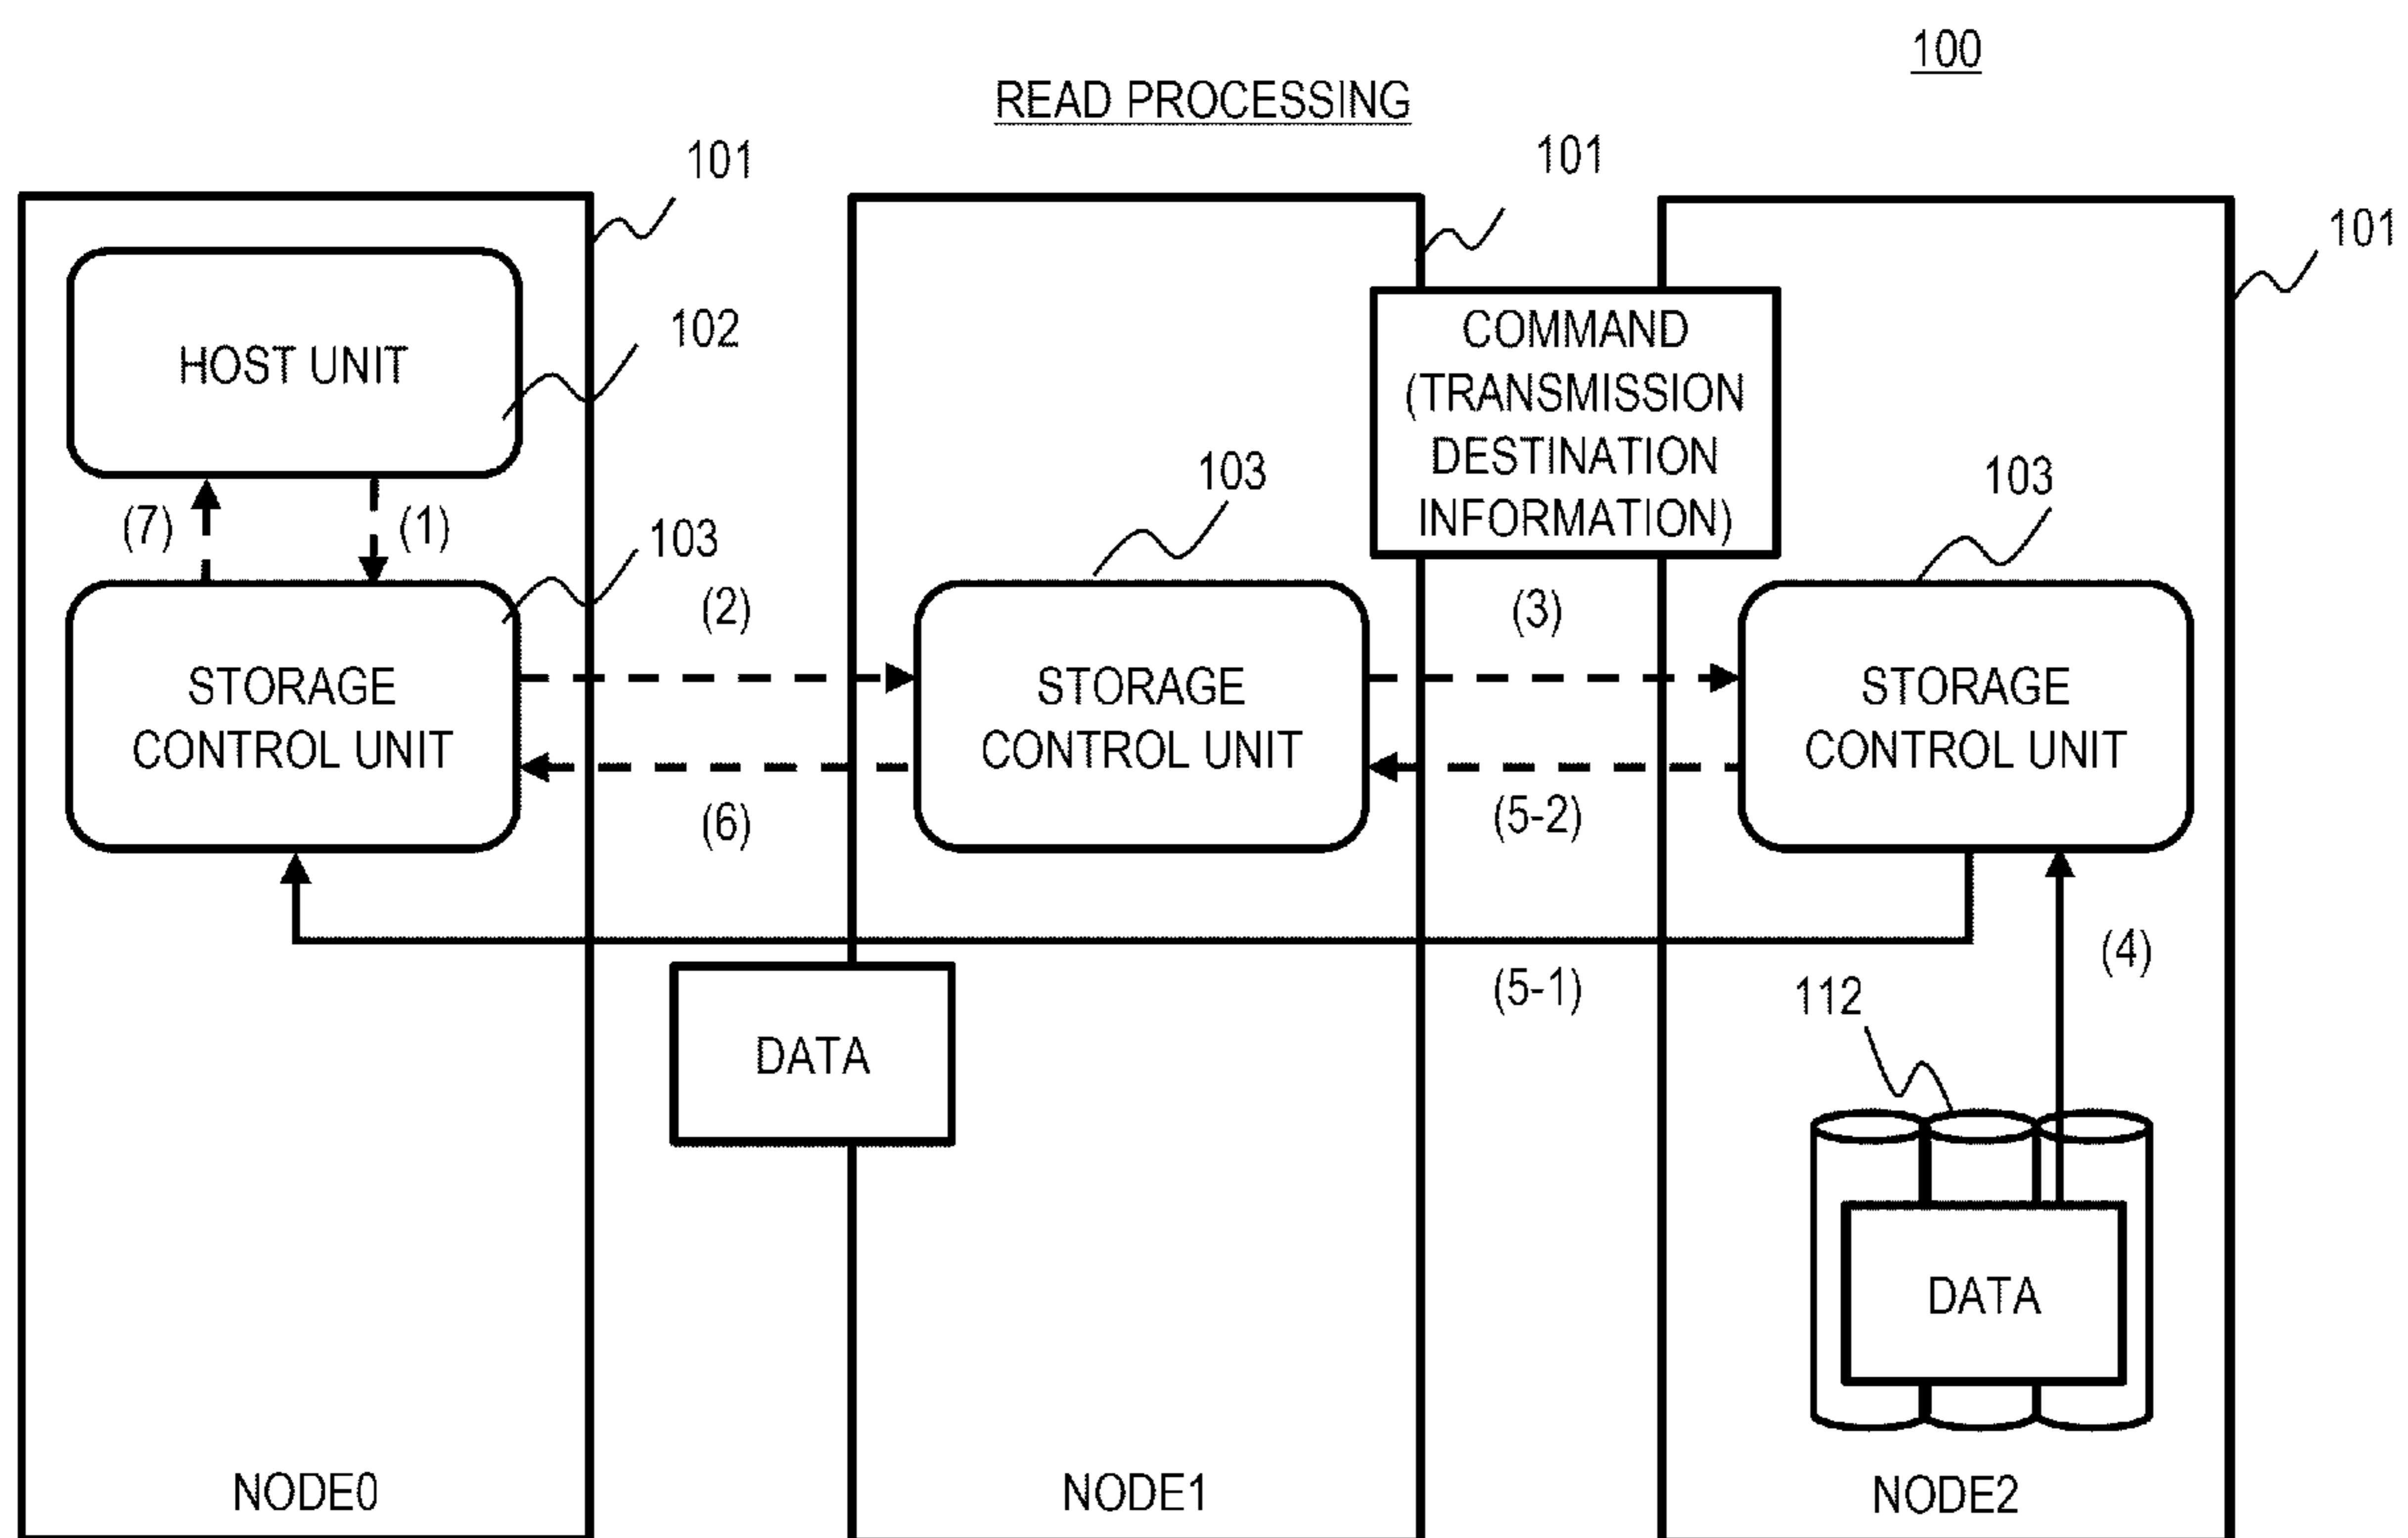 100
READ PROCESSING
101
101
101
HOST UNIT
102
COMMAND
(TRANSMISSION
DESTINATION
INFORMATION)
(7)
(1)
103
103
103
(2)
(3)
STORAGE
CONTROL UNIT
STORAGE
CONTROL UNIT
STORAGE
CONTROL UNIT
(6)
(5-2)
(5-1)
(4)
112
DATA
DATA
NODE0
NODE1
NODE2